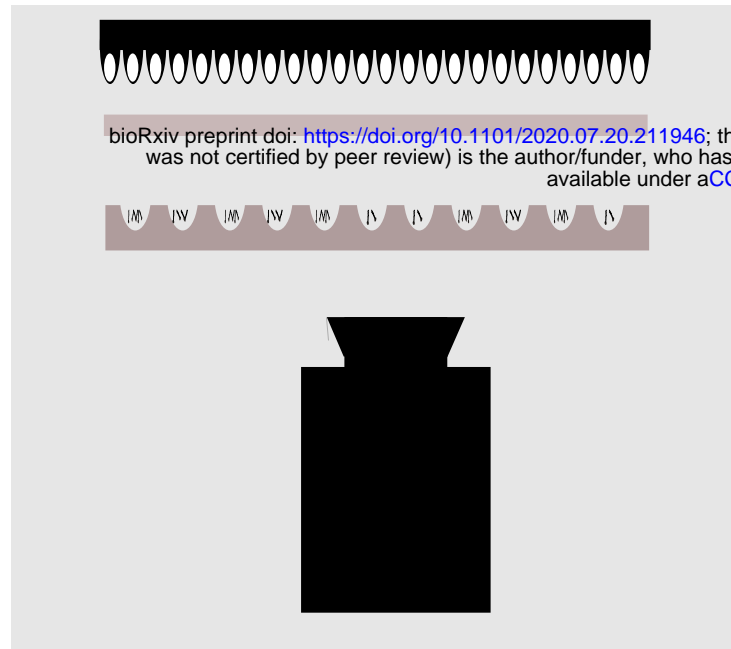 bioRxiv preprint doi: https://doi.org/10.1101/2020.07.20.211946; th
was not certified by peer review) is the author/funder, who has
available under aCC